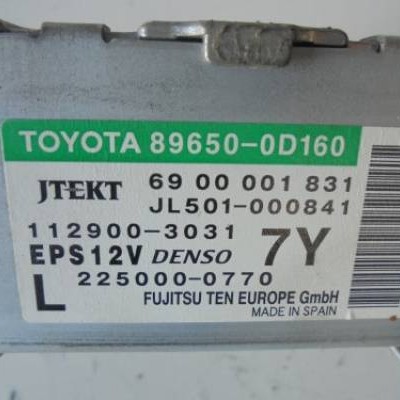 TOYOTA 89650-0D160
JTEKT 69 00 001 831
JL501-000841
112900-3031 7Y
EPS12V DENSO
L 225000-0770
FUJITSU TEN EUROPE GmbH
MADE IN SPAIN